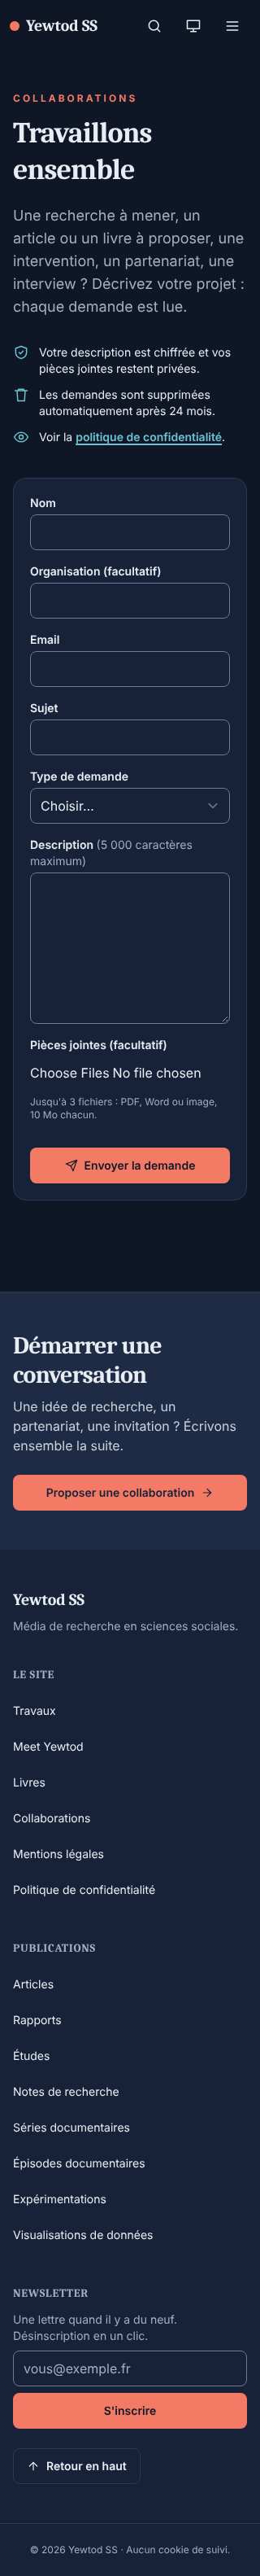 Yewtod SS
COLLABORATIONS
Travaillons
ensemble
Une recherche à mener, un
article ou un livre à proposer, une
intervention, un partenariat, une
interview ? Décrivez votre projet :
chaque demande est lue.
Votre description est chiffrée et vos
pièces jointes restent privées.
Les demandes sont supprimées
automatiquement après 24 mois.
Voir la politique de confidentialité.
Nom
Organisation (facultatif)
Email
Sujet
Type de demande
Choisir...
Description (5 000 caractères
maximum)
Pièces jointes (facultatif)
Choose Files No file chosen
Jusqu'à 3 fichiers : PDF, Word ou image,
10 Mo chacun.
Envoyer la demande
Démarrer une
conversation
Une idée de recherche, un
partenariat, une invitation ? Écrivons
ensemble la suite.
Proposer une collaboration
Yewtod SS
Média de recherche en sciences sociales.
LE SITE
Travaux
Meet Yewtod
Livres
Collaborations
Mentions légales
Politique de confidentialité
PUBLICATIONS
Articles
Rapports
Études
Notes de recherche
Séries documentaires
Épisodes documentaires
Expérimentations
Visualisations de données
NEWSLETTER
Une lettre quand il y a du neuf.
Désinscription en un clic.
vous@exemple.fr
S'inscrire
Retour en haut
© 2026 Yewtod SS · Aucun cookie de suivi.